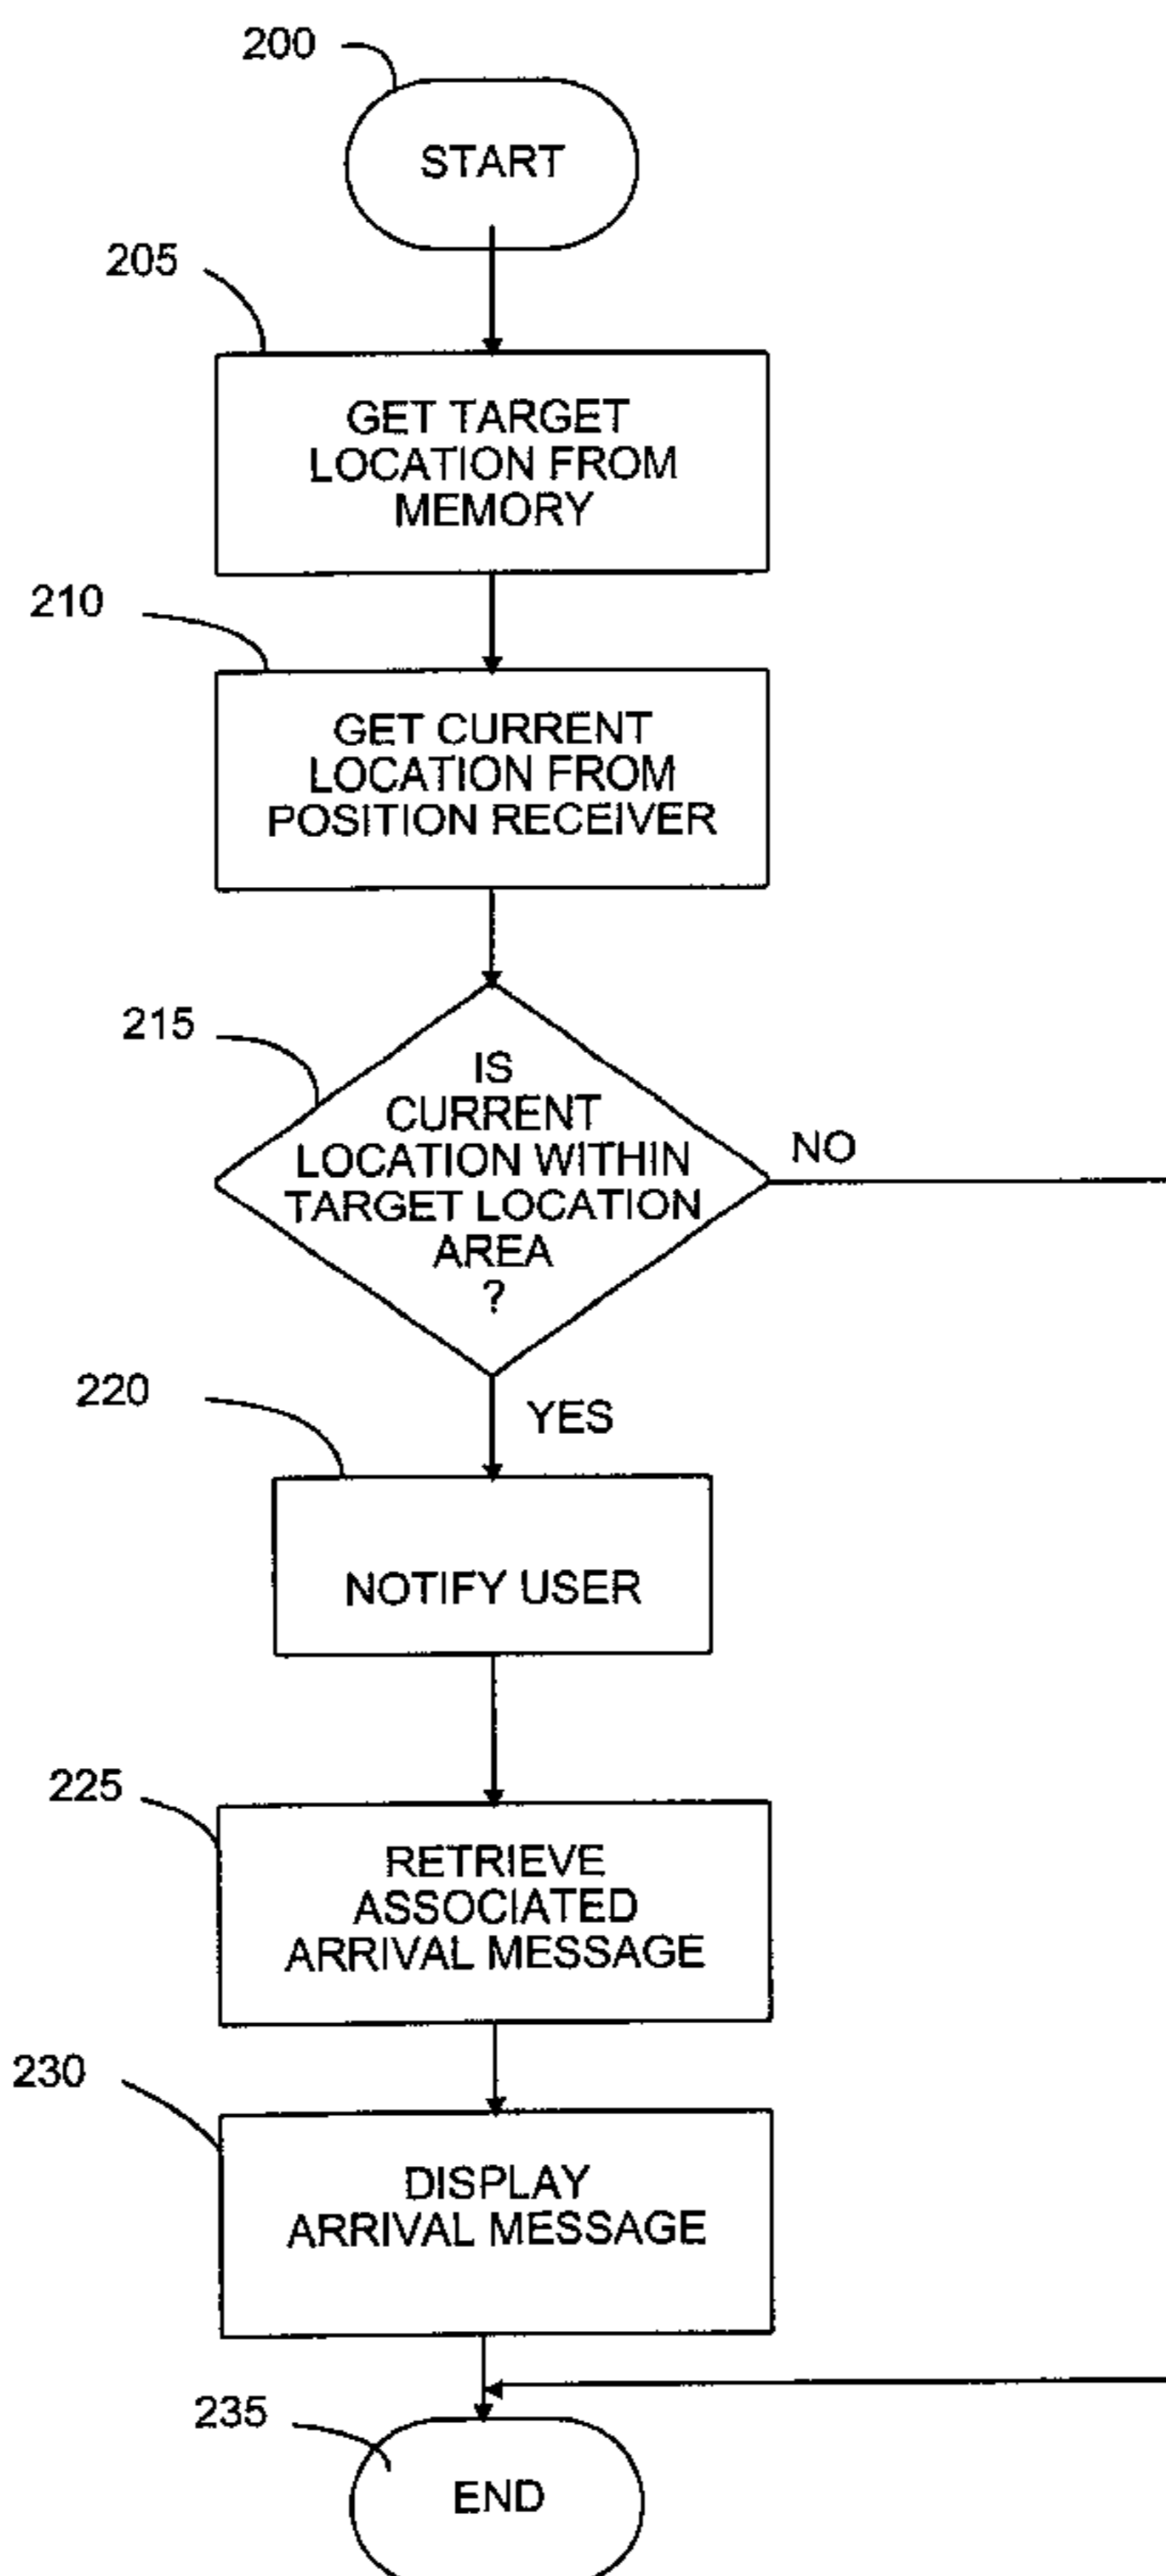 200
START
205
GET TARGET
LOCATION FROM
MEMORY
210
GET CURRENT
LOCATION FROM
POSITION RECEIVER
215
IS
CURRENT
LOCATION WITHIN
TARGET LOCATION
AREA
?
NO
YES
220
NOTIFY USER
225
RETRIEVE
ASSOCIATED
ARRIVAL MESSAGE
230
DISPLAY
ARRIVAL MESSAGE
235
END